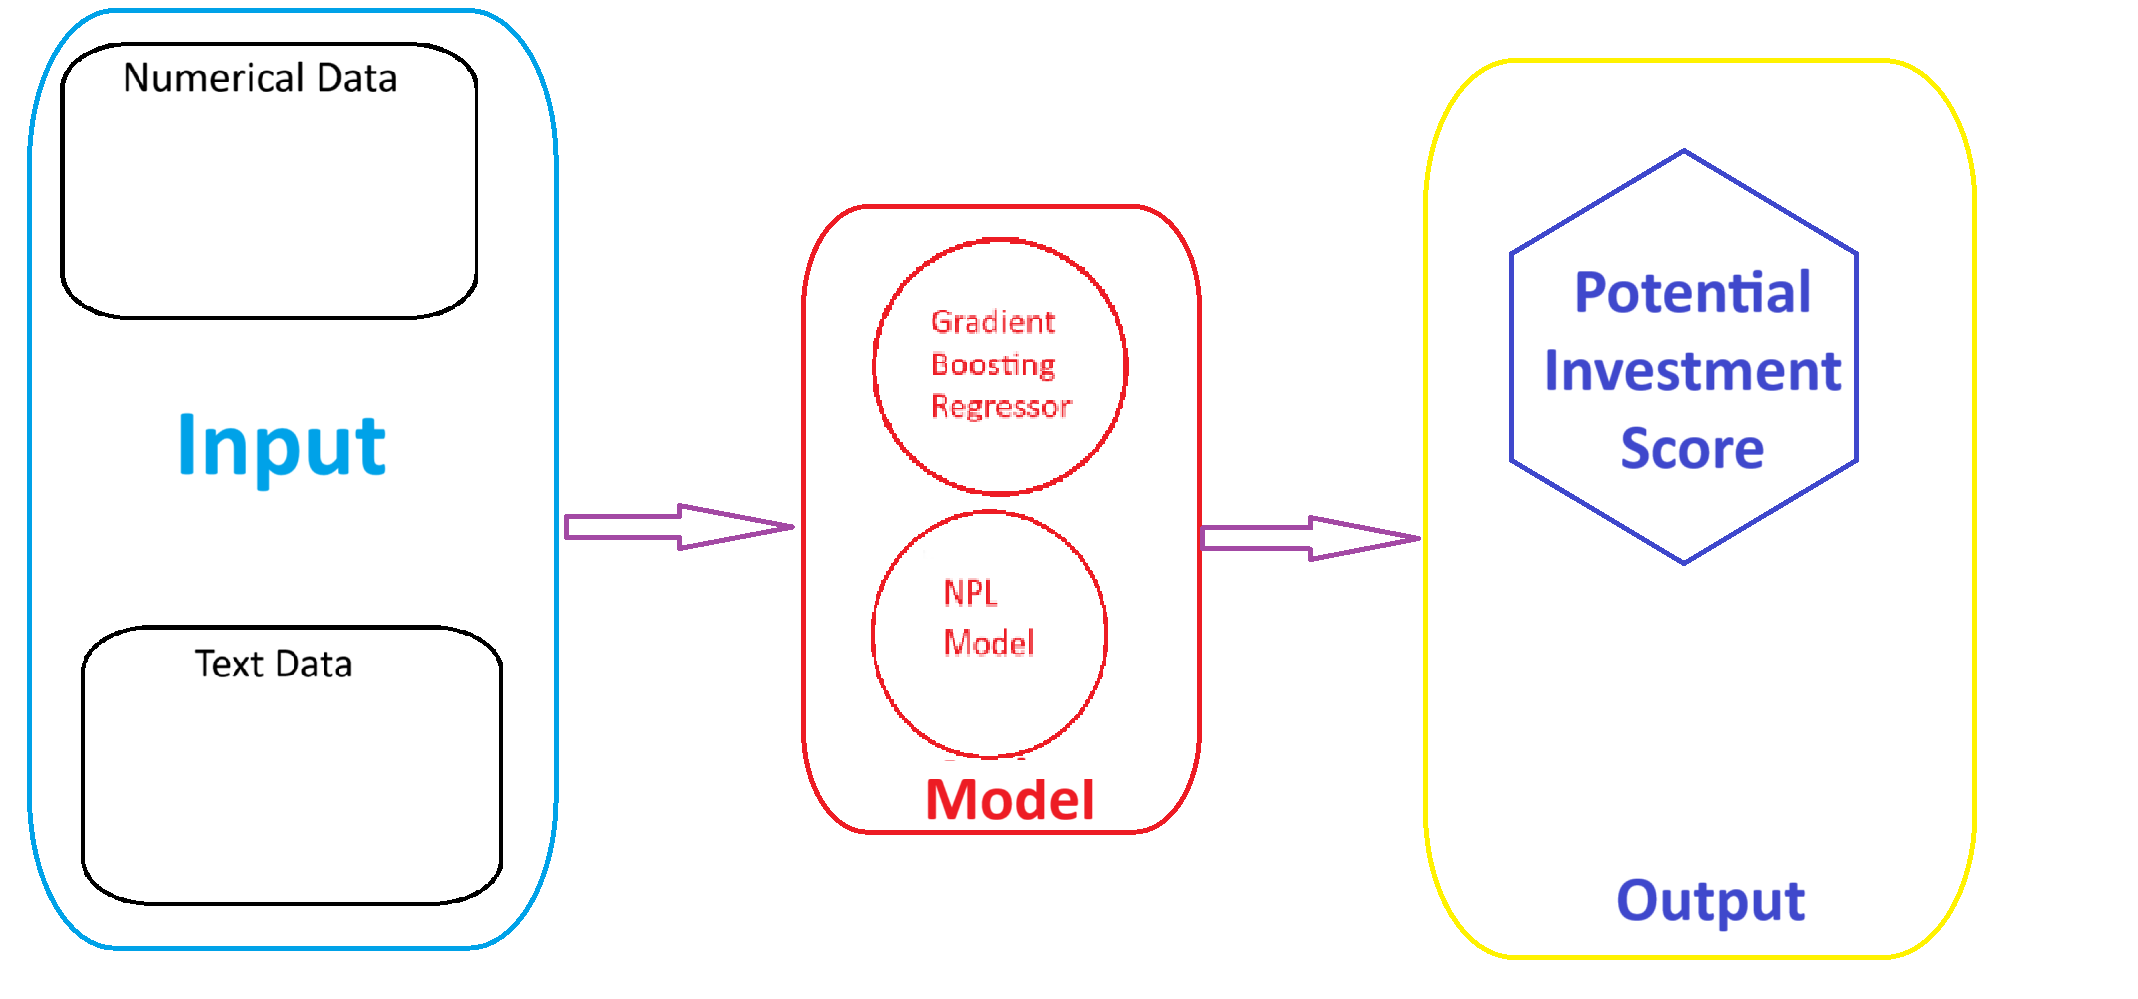 Numerical Data
Input
Text Data
Gradient
Boosting
Regressor
NPL
Model
Model
Potential
Investment
Score
Output